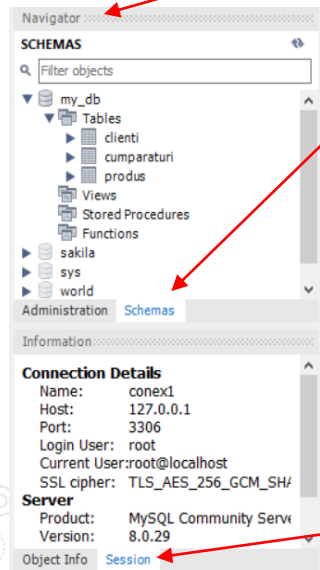 Navigator
SCHEMAS
Filter objects
my_db
Tables
clienti
cumparaturi
produs
Views
Stored Procedures
Functions
sakila
sys
world
Administration Schemas
Information
Connection Details
Name: conex1
Host: 127.0.0.1
Port: 3306
Login User: root
Current User:root@localhost
SSL cipher: TLS_AES_256_GCM_SHA
Server
Product: MySQL Community Serve
Version: 8.0.29
Object Info Session